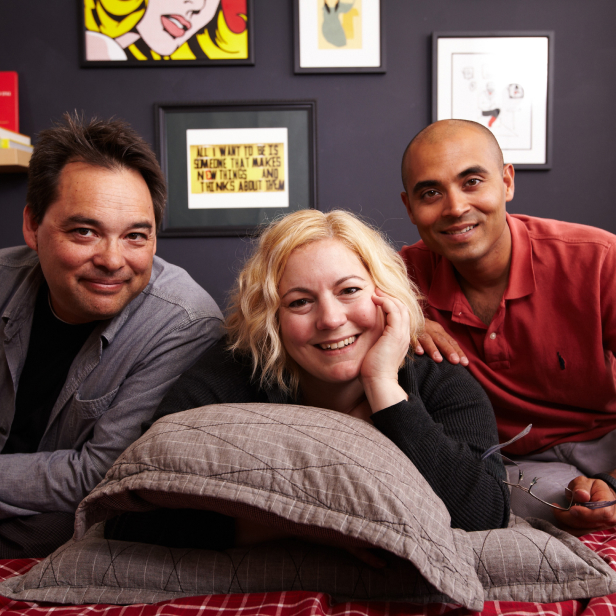 ALL I WANT TO BE IS
SOMEONE THAT MAKES
NEW THINGS AND
THINKS ABOUT THEM